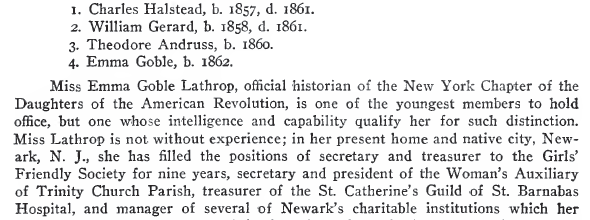 1. Charles Halstead, b. 1857, d. 1861.
2. William Gerard, b. 1858, d. 1861.
3. Theodore Andruss, b. 1860.
4. Emma Goble, b. 1862.
Miss Emma Goble Lathrop, official historian of the New York Chapter of the
Daughters of the American Revolution, is one of the youngest members to hold
office, but one whose intelligence and capability qualify her for such distinction.
Miss Lathrop is not without experience; in her present home and native city, New-
ark, N. J., she has filled the positions of secretary and treasurer to the Girls'
Friendly Society for nine years, secretary and president of the Woman's Auxiliary
of Trinity Church Parish, treasurer of the St. Catherine's Guild of St. Barnabas
Hospital, and manager of several of Newark's charitable institutions which her